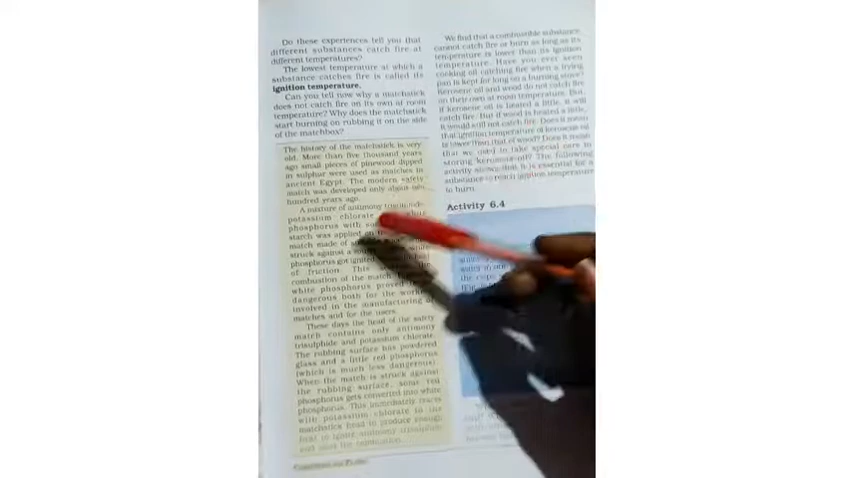 Do these experiences tell you that
different substances catch fire at
different temperatures?
The lowest temperature at which a
substance catches fire is called its
ignition temperature.
Can you tell now why a matchstick
does not catch fire on its own at room
temperature? Why does the matchstick
start burning on rubbing it on the side
of the matchbox?
The history of the matchstick is very
old. More than five thousand years
ago small pieces of pinewood dipped
in sulphur were used as matches in
ancient Egypt. The modern safety
match was developed only about two
hundred years ago.
A mixture of antimony trisulphide,
potassium chlorate
phosphorus with
starch was applied on
match made of
struck against a
phosphorus got ignited
of friction. This
combustion of the match.
white phosphorus proved
dangerous both for the workers
involved in the manufacturing of
matches and for the users.
These days the head of the safety
match contains only antimony
trisulphide and potassium chlorate.
The rubbing surface has powdered
glass and a little red phosphorus
(which is much less dangerous).
When the match is struck against
the rubbing surface, some red
phosphorus gets converted into white
phosphorus. This immediately reacts
with potassium chlorate in the
matchstick head to produce enough
heat to ignite antimony trisulphide
and start the combustion.
We find that a combustible substance
cannot catch fire or burn as long as its
temperature is lower than its ignition
temperature. Have you ever seen
cooking oil catching fire when a frying
pan is kept for long on a burning stove?
Kerosene oil and wood do not catch fire
on their own at room temperature. But,
if kerosene oil is heated a little, it will
catch fire. But if wood is heated a little,
it would still not catch fire. Does it mean
that ignition temperature of kerosene oil
is lower than that of wood? Does it mean
that we need to take special care in
storing kerosene oil? The following
activity shows that it is essential for a
substance to reach ignition temperature
to burn.
Activity 6.4
water in one